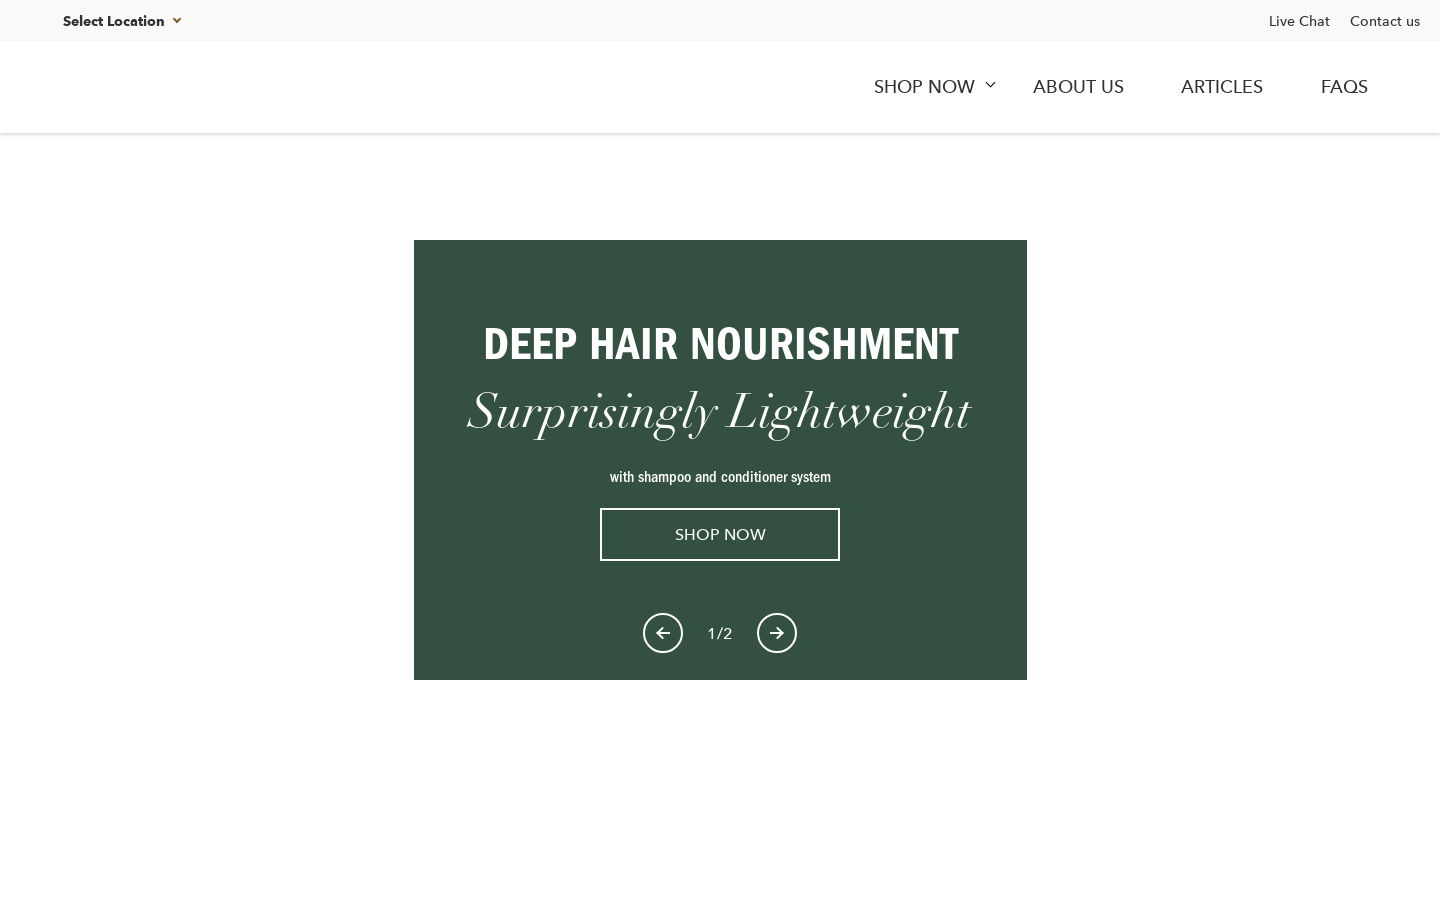 Select Location
Live Chat
Contact us
SHOP NOW
ABOUT US
ARTICLES
FAQS
DEEP HAIR NOURISHMENT
Surprisingly Lightweight
with shampoo and conditioner system
SHOP NOW
1/2